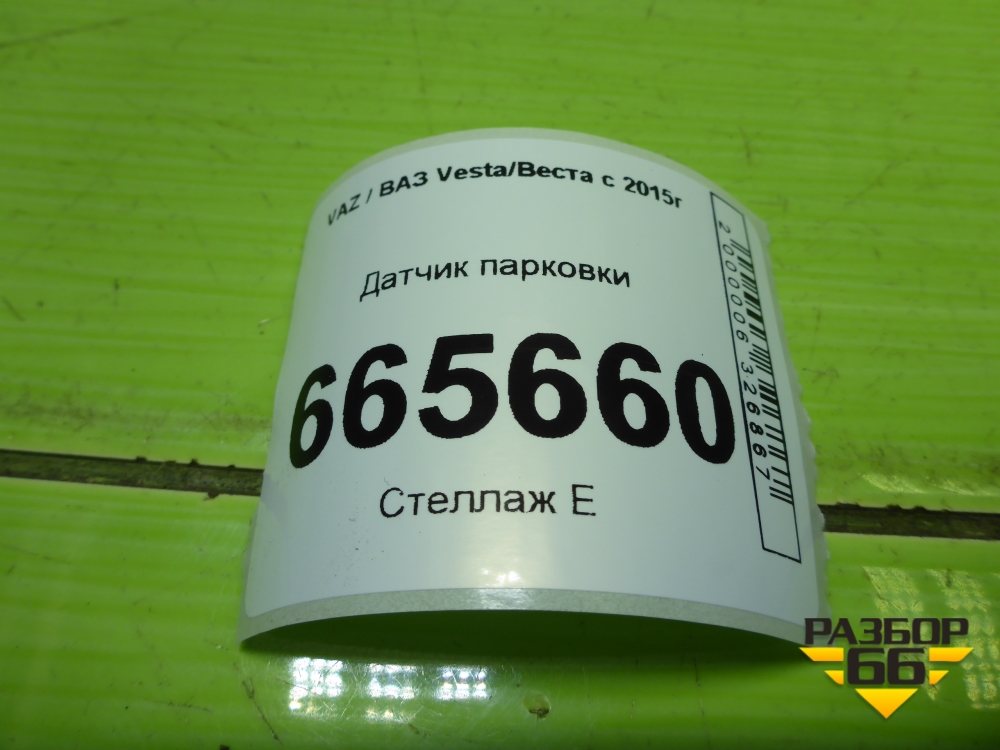 VAZ / ВАЗ Vesta/Веста с 2015г
Датчик парковки
665660
Стеллаж Е
2000006326867
РАЗБОР
66